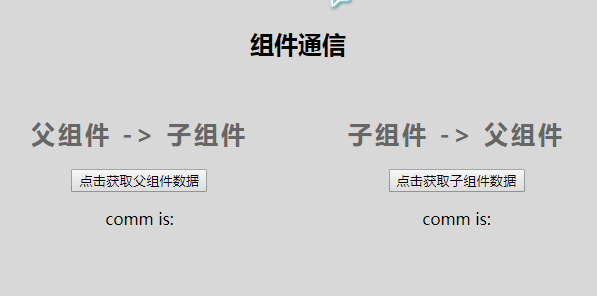 组件通信
父组件 -> 子组件
点击获取父组件数据
comm is:
子组件 -> 父组件
点击获取子组件数据
comm is: